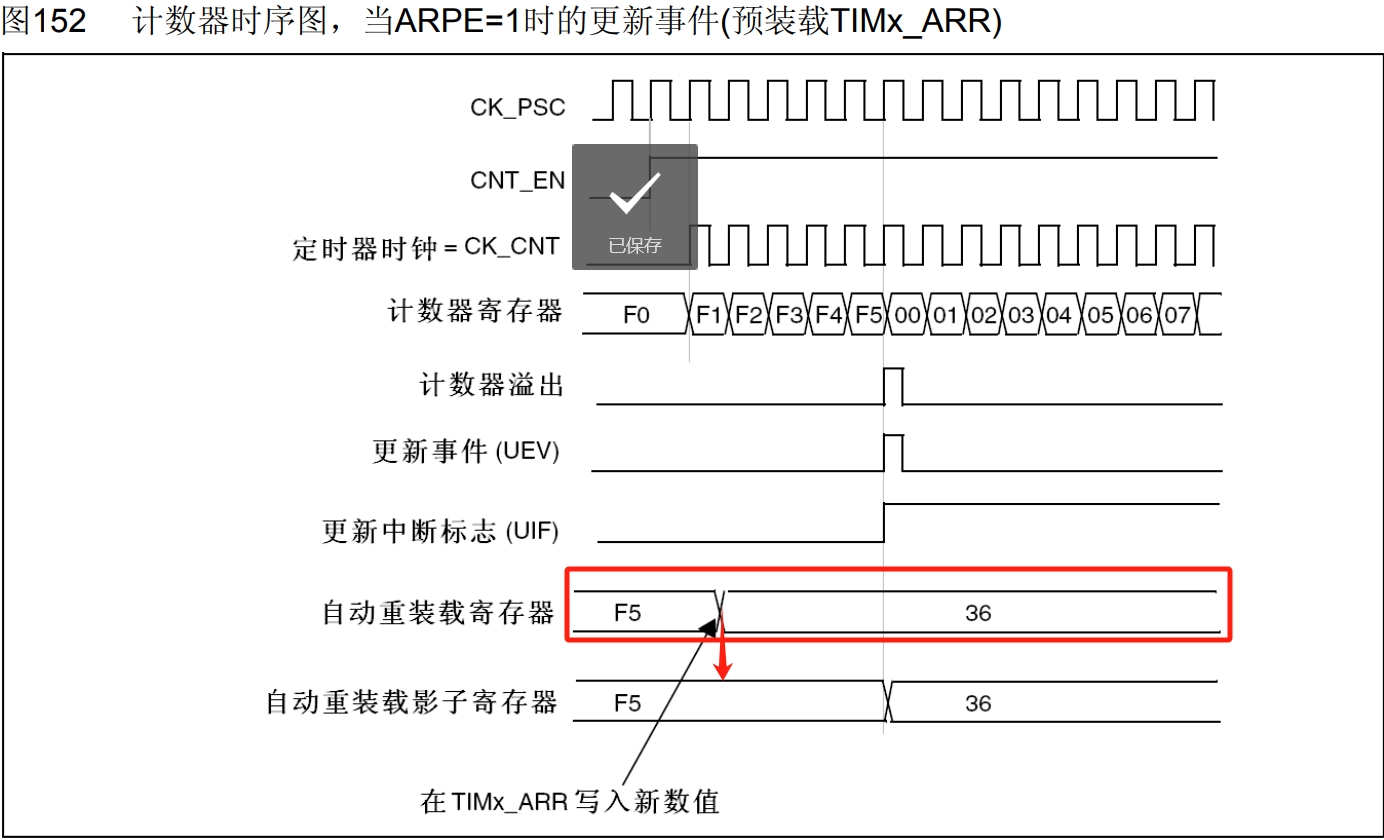 图152 计数器时序图，当ARPE=1时的更新事件(预装载TIMx_ARR)
CK_PSC
CNT_EN
已保存
定时器时钟 = CK_CNT
计数器寄存器 F0 F1 F2 F3 F4 F5 00 01 02 03 04 05 06 07
计数器溢出
更新事件 (UEV)
更新中断标志 (UIF)
自动重装载寄存器 F5 36
自动重装载影子寄存器 F5 36
在 TIMx_ARR 写入新数值